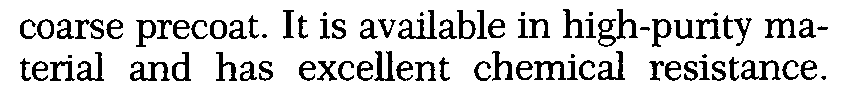 coarse precoat. It is available in high-purity ma-
terial and has excellent chemical resistance.